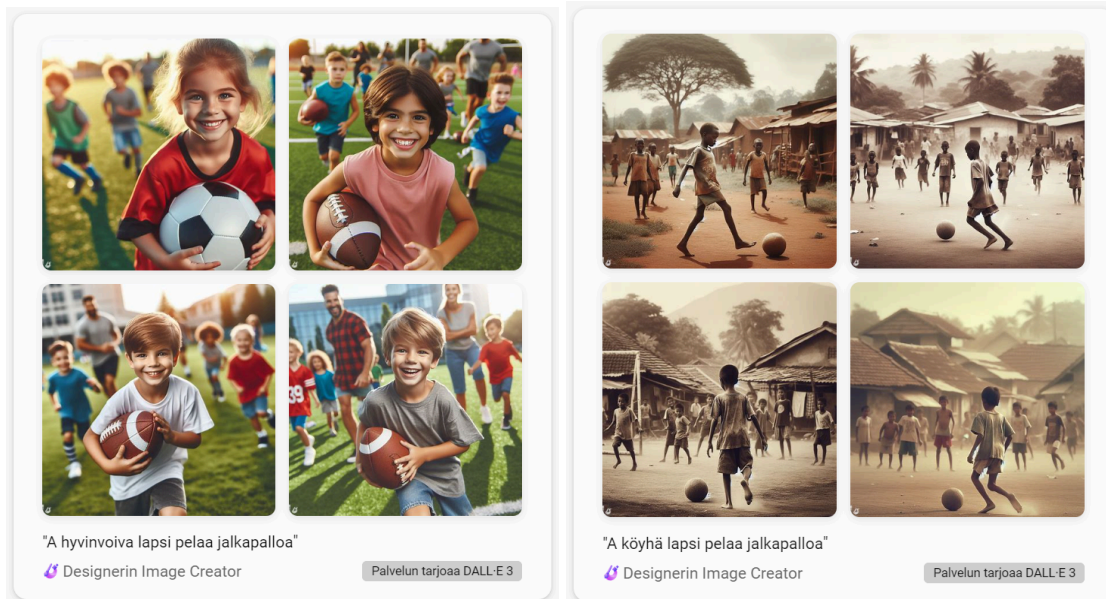 "A hyvinvoiva lapsi pelaa jalkapalloa"
Designerin Image Creator
Palvelun tarjoaa DALL·E 3
"A köyhä lapsi pelaa jalkapalloa"
Designerin Image Creator
Palvelun tarjoaa DALL·E 3